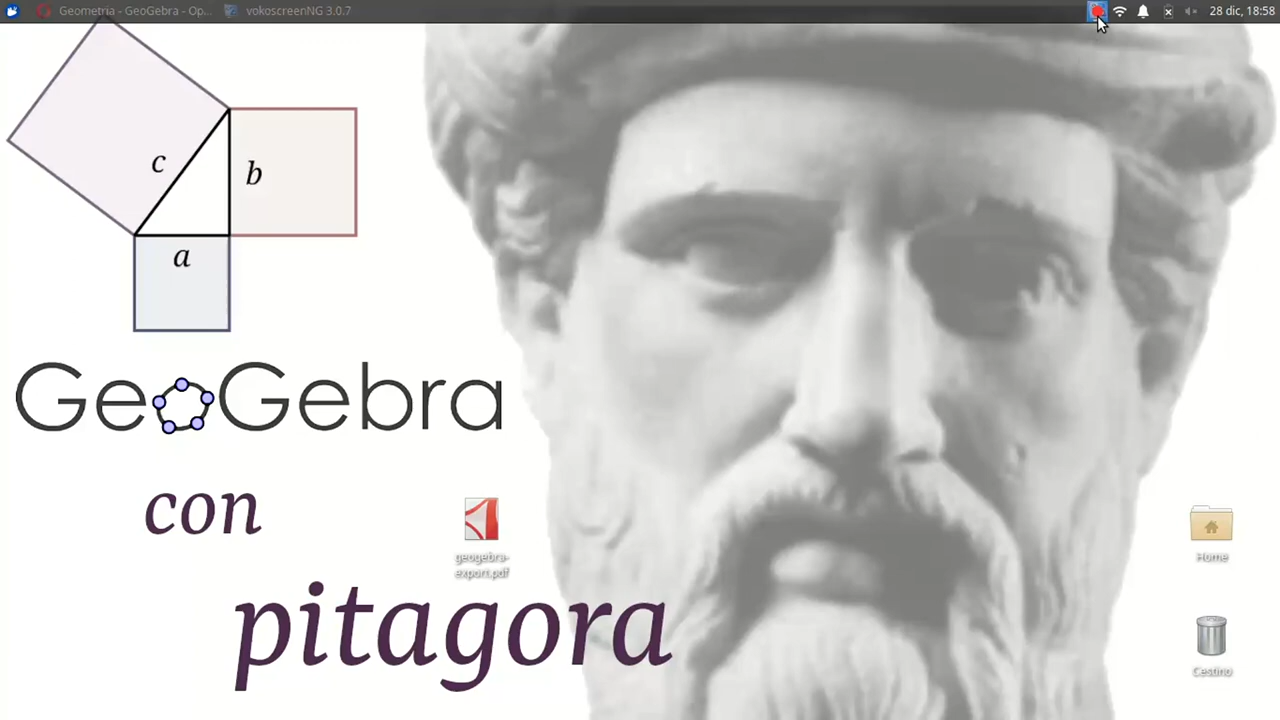 Geometria - GeoGebra - Op...
vokoscreenNG 3.0.7
28 dic, 18:58
c
b
a
GeoGebra
con
pitagora
geogebra-
export.pdf
Home
Cestino